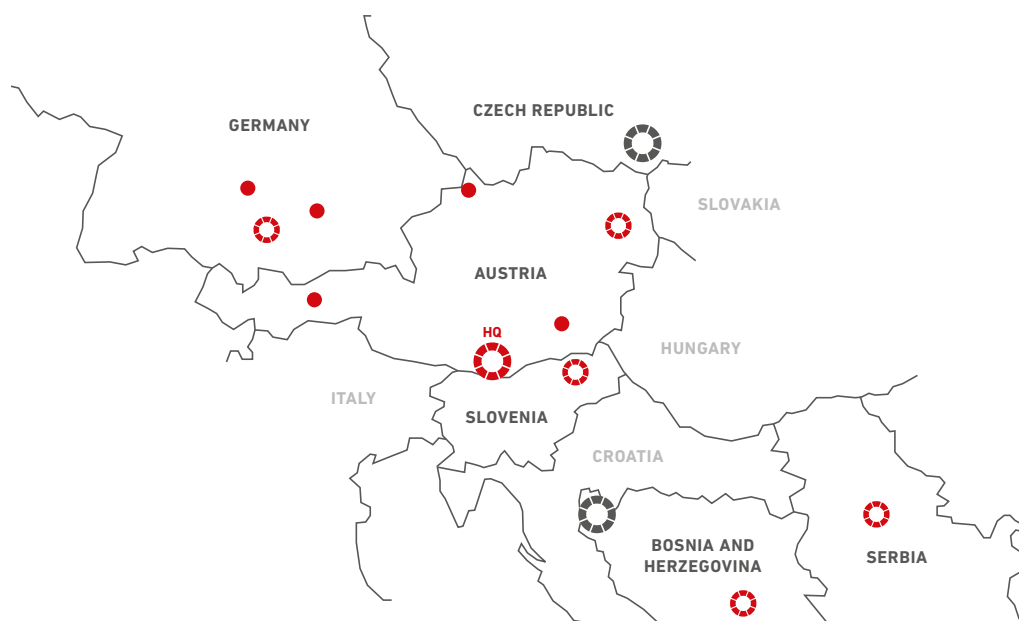 CZECH REPUBLIC
GERMANY
SLOVAKIA
AUSTRIA
HQ
HUNGARY
ITALY
SLOVENIA
CROATIA
BOSNIA AND
HERZEGOVINA
SERBIA